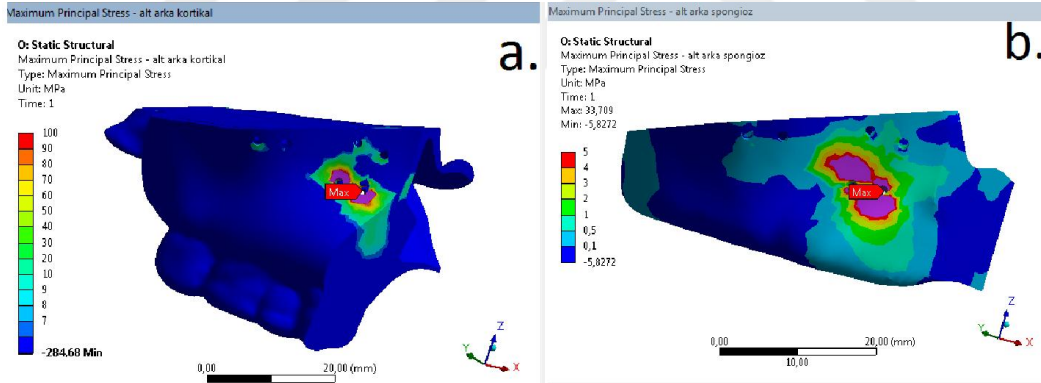 Maximum Principal Stress - alt arka kortikal
O: Static Structural
Maximum Principal Stress - alt arka kortikal
Type: Maximum Principal Stress
Unit: MPa
Time: 1
a.
100
90
80
70
60
50
40
30
20
10
9
8
7
-284,68 Min
Max
0,00
20,00 (mm)
Z
Y
X
Maximum Principal Stress - alt arka spongioz
O: Static Structural
Maximum Principal Stress - alt arka spongioz
Type: Maximum Principal Stress
Unit: MPa
Time: 1
Max: 33,709
Min: -5,8272
b.
5
4
3
2
1
0,5
0,1
-5,8272
Max
0,00
20,00 (mm)
10,00
Z
Y
X